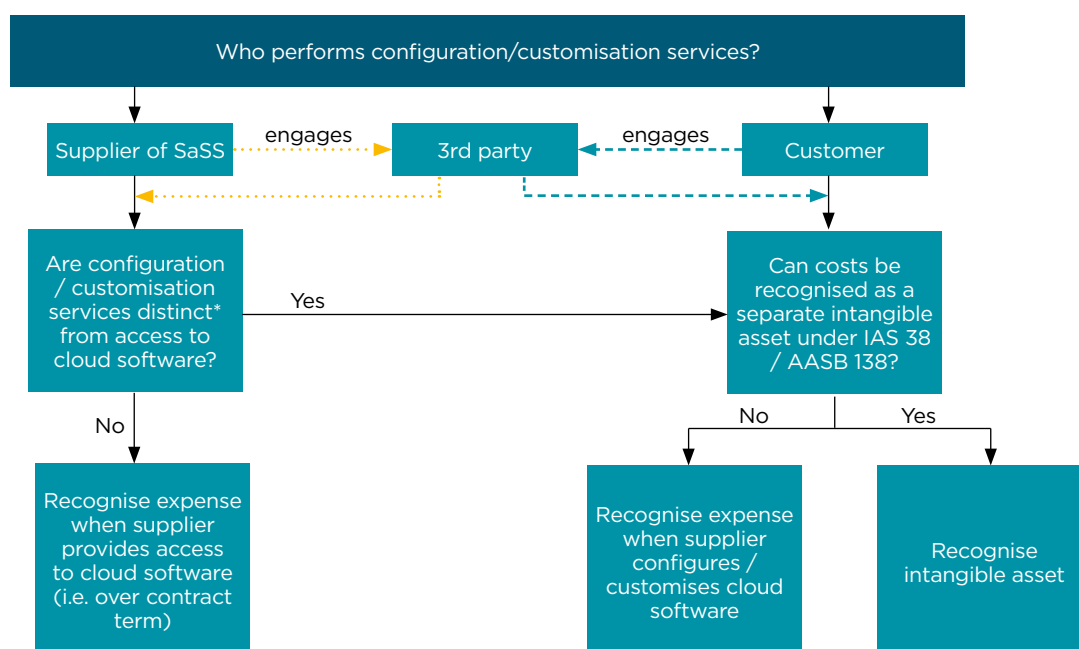 Who performs configuration/customisation services?
engages
engages
Supplier of SaSS
3rd party
Customer
Are configuration
/ customisation
services distinct*
from access to
cloud software?
Yes
Can costs be
recognised as a
separate intangible
asset under IAS 38
/ AASB 138?
No
No
Yes
Recognise expense
when supplier
provides access
to cloud software
(i.e. over contract
term)
Recognise expense
when supplier
configures /
customises cloud
software
Recognise
intangible asset